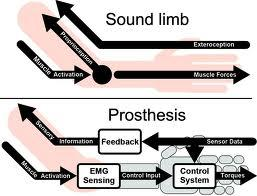 Sound limb
Proprioception
Exteroception
Muscle Activation
Muscle Forces
Prosthesis
Sensory Information
Feedback
Sensor Data
Muscle Activation
EMG Sensing
Control Input
Control System
Torques